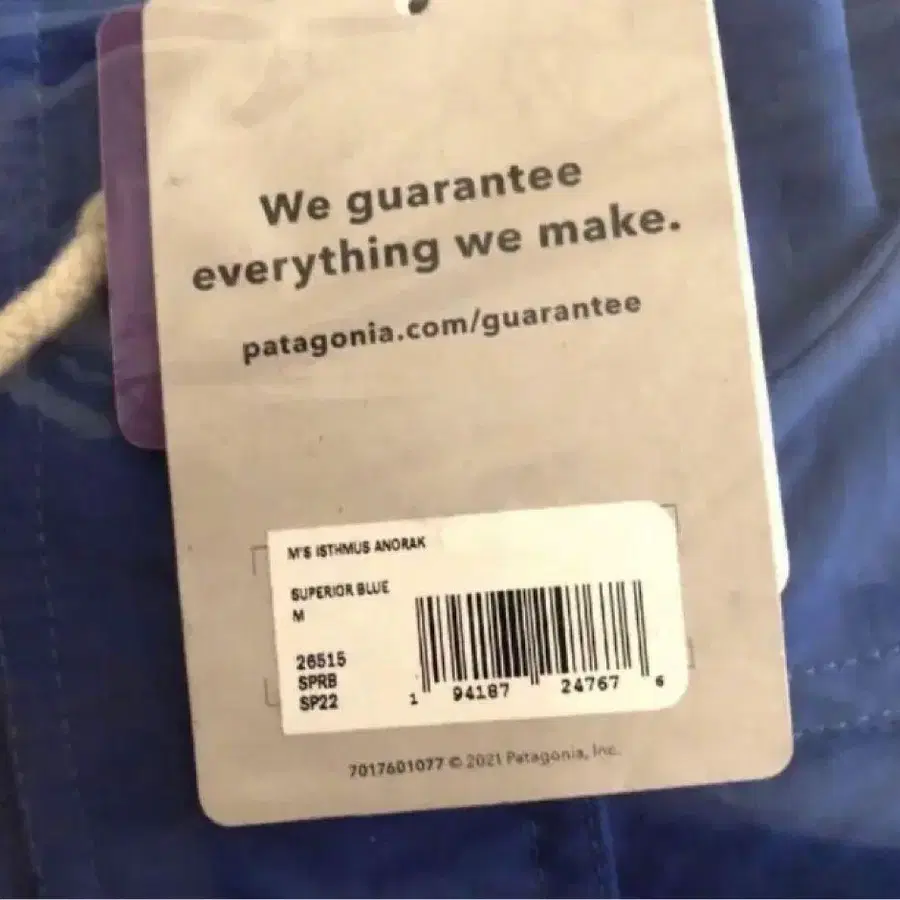 We guarantee
everything we make.
patagonia.com/guarantee
M'S ISTHMUS ANORAK
SUPERIOR BLUE
M
26515
SPRB
SP22
1 94187 24767 6
7017601077 © 2021 Patagonia, Inc.